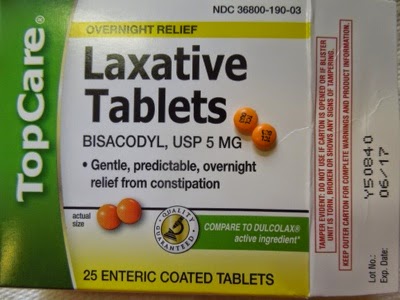 NDC 36800-190-03
TopCare®
OVERNIGHT RELIEF
Laxative
Tablets
BISACODYL, USP 5 MG
• Gentle, predictable, overnight
relief from constipation
actual
size
QUALITY
GUARANTEED
COMPARE TO DULCOLAX®
active ingredient*
25 ENTERIC COATED TABLETS
TAMPER EVIDENT: DO NOT USE IF CARTON IS OPENED OR IF BLISTER
UNIT IS TORN, BROKEN OR SHOWS ANY SIGNS OF TAMPERING.
KEEP OUTER CARTON FOR COMPLETE WARNINGS AND PRODUCT INFORMATION.
Y50840
06/17
Lot No.:
Exp. Date: